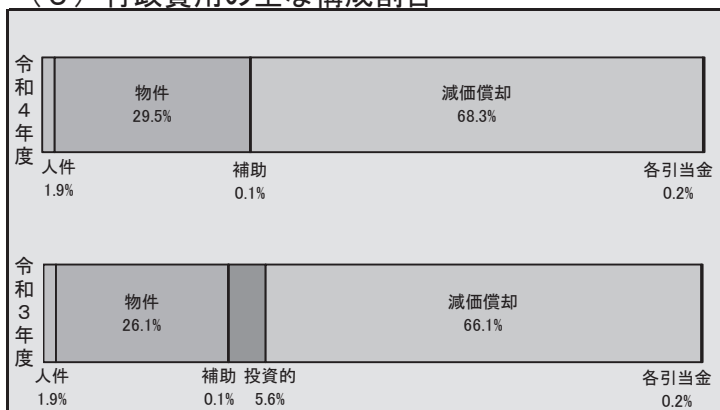 （３）行政費用の主な構成割合
令和４年度
物件
29.5%
減価償却
68.3%
人件
1.9%
補助
0.1%
各引当金
0.2%
令和３年度
物件
26.1%
減価償却
66.1%
人件
1.9%
補助
0.1%
投資的
5.6%
各引当金
0.2%